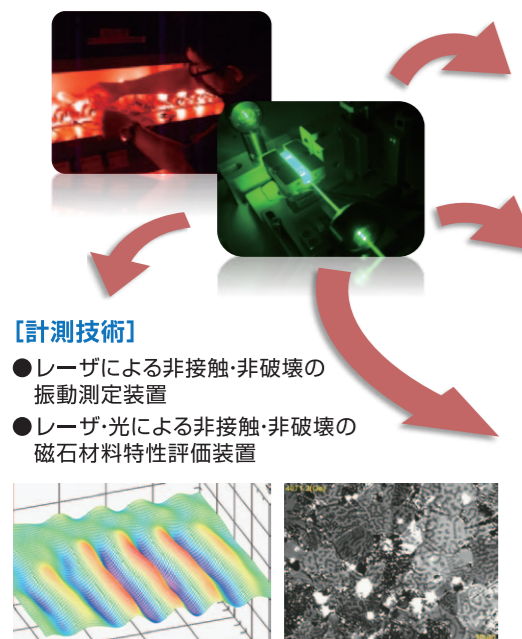 [計測技術]
●レーザによる非接触・非破壊の
振動測定装置
●レーザ・光による非接触・非破壊の
磁石材料特性評価装置